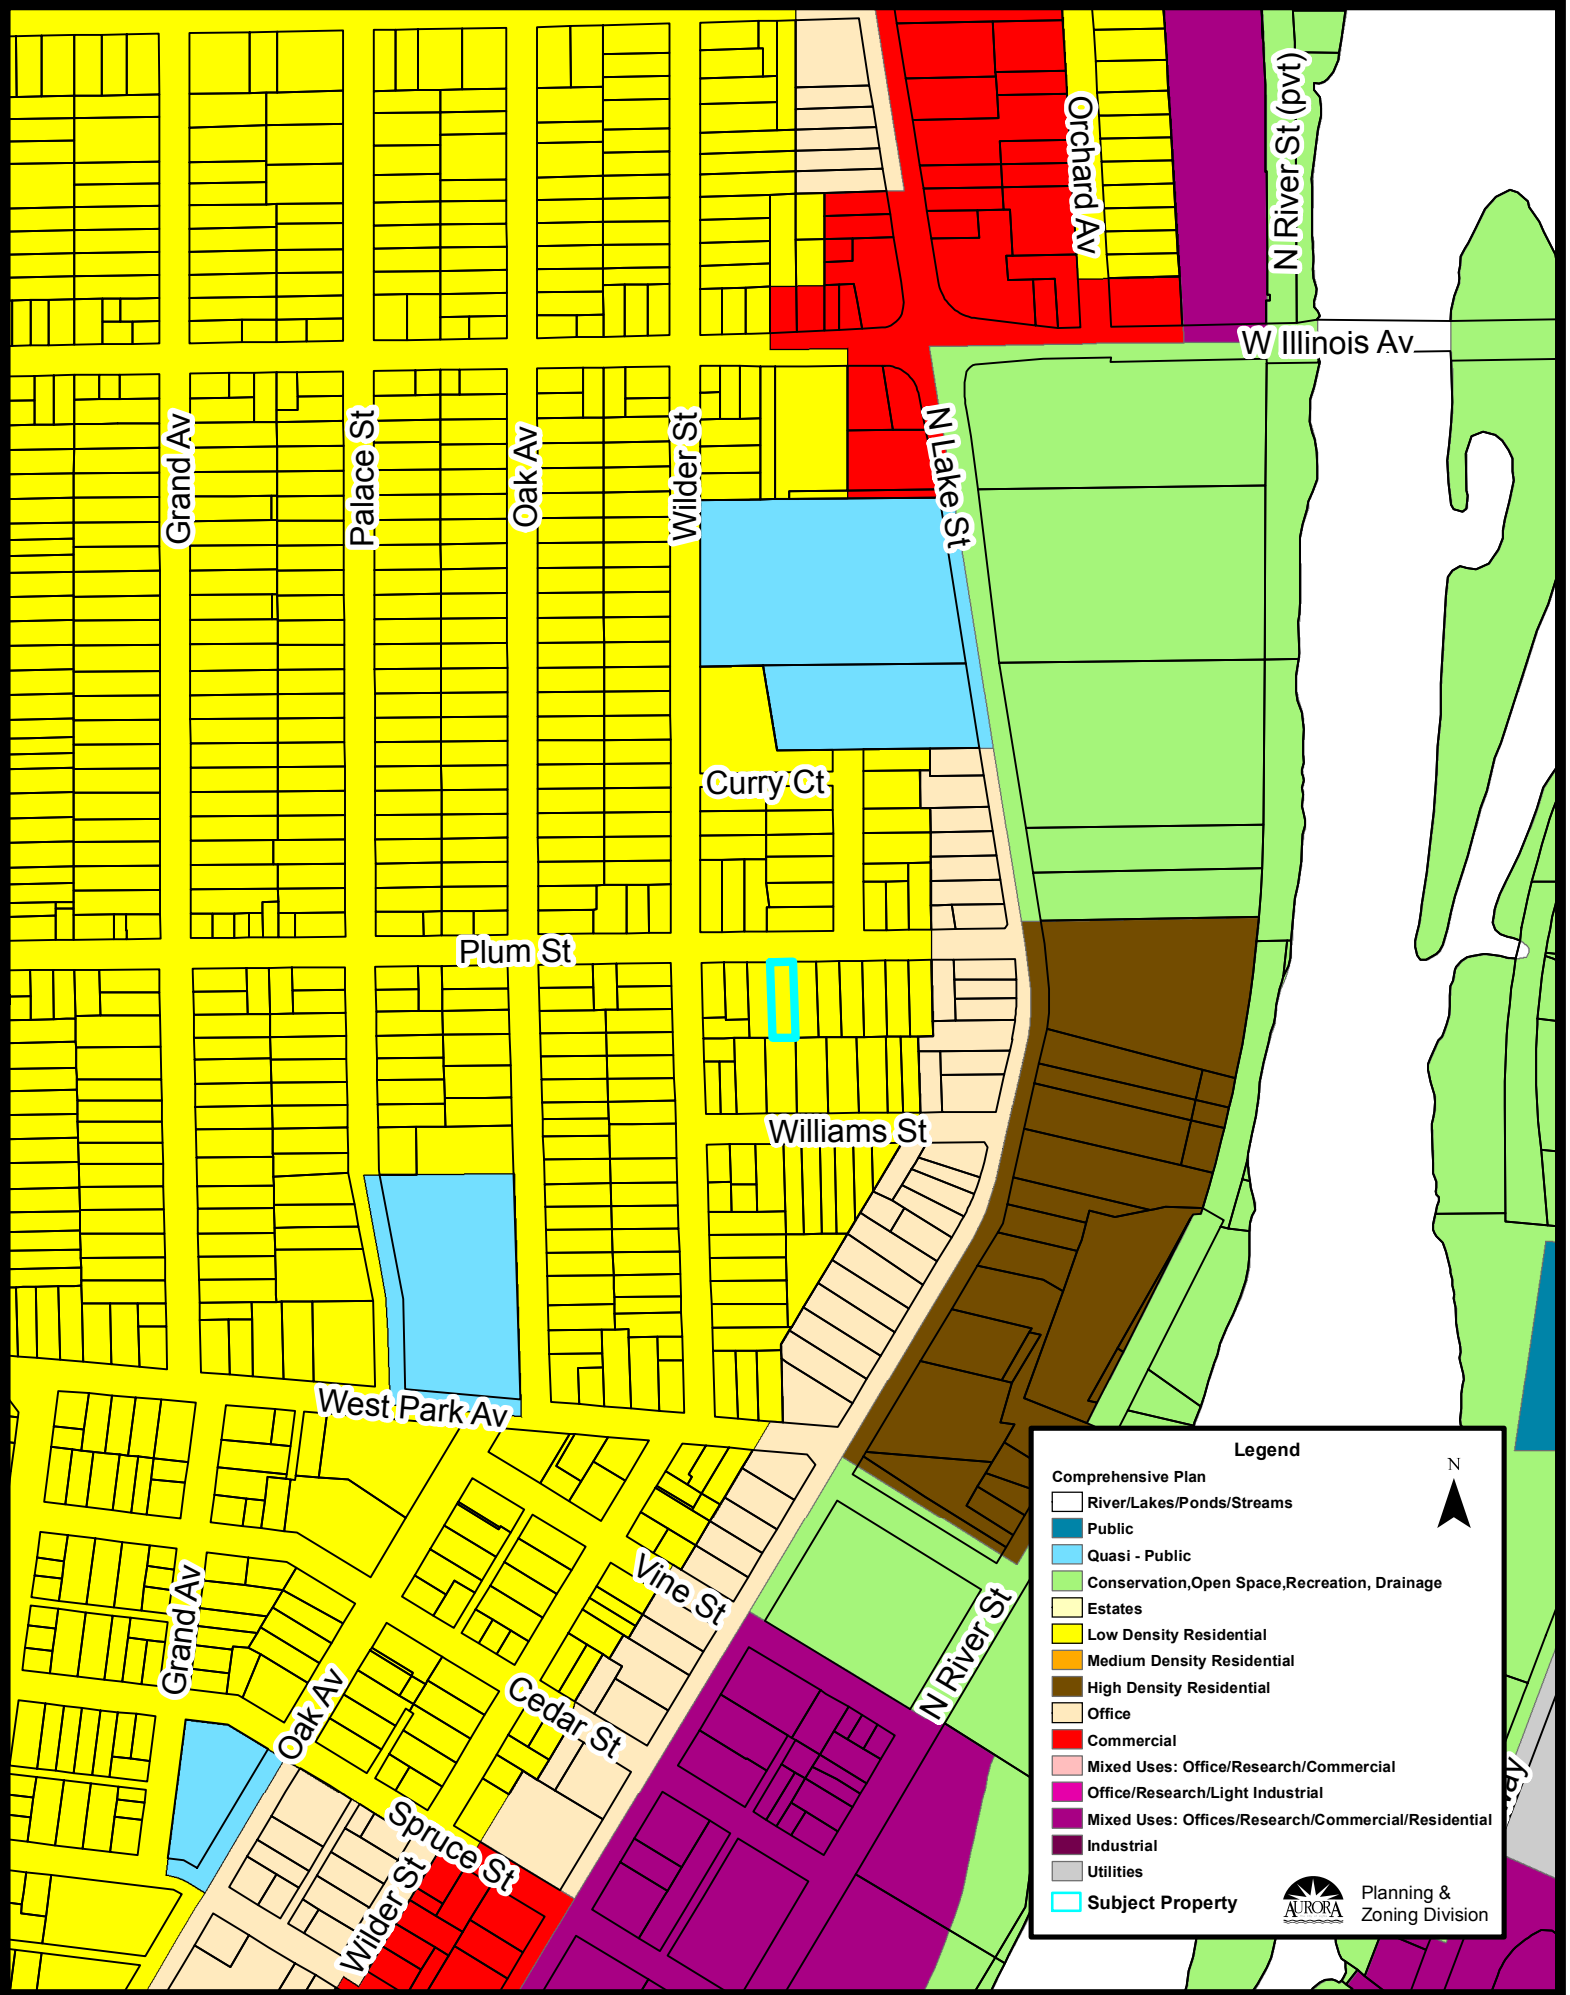 Orchard Av
N River St (pvt)
W Illinois Av
Grand Av
Palace St
Oak Av
Wilder St
N Lake St
Curry Ct
Plum St
Williams St
West Park Av
Vine St
Grand Av
N River St
Oak Av
Cedar St
Spruce St
Wilder St
way
Legend
N
Comprehensive Plan
River/Lakes/Ponds/Streams
Public
Quasi - Public
Conservation,Open Space,Recreation, Drainage
Estates
Low Density Residential
Medium Density Residential
High Density Residential
Office
Commercial
Mixed Uses: Office/Research/Commercial
Office/Research/Light Industrial
Mixed Uses: Offices/Research/Commercial/Residential
Industrial
Utilities
Subject Property
AURORA
Planning &
Zoning Division